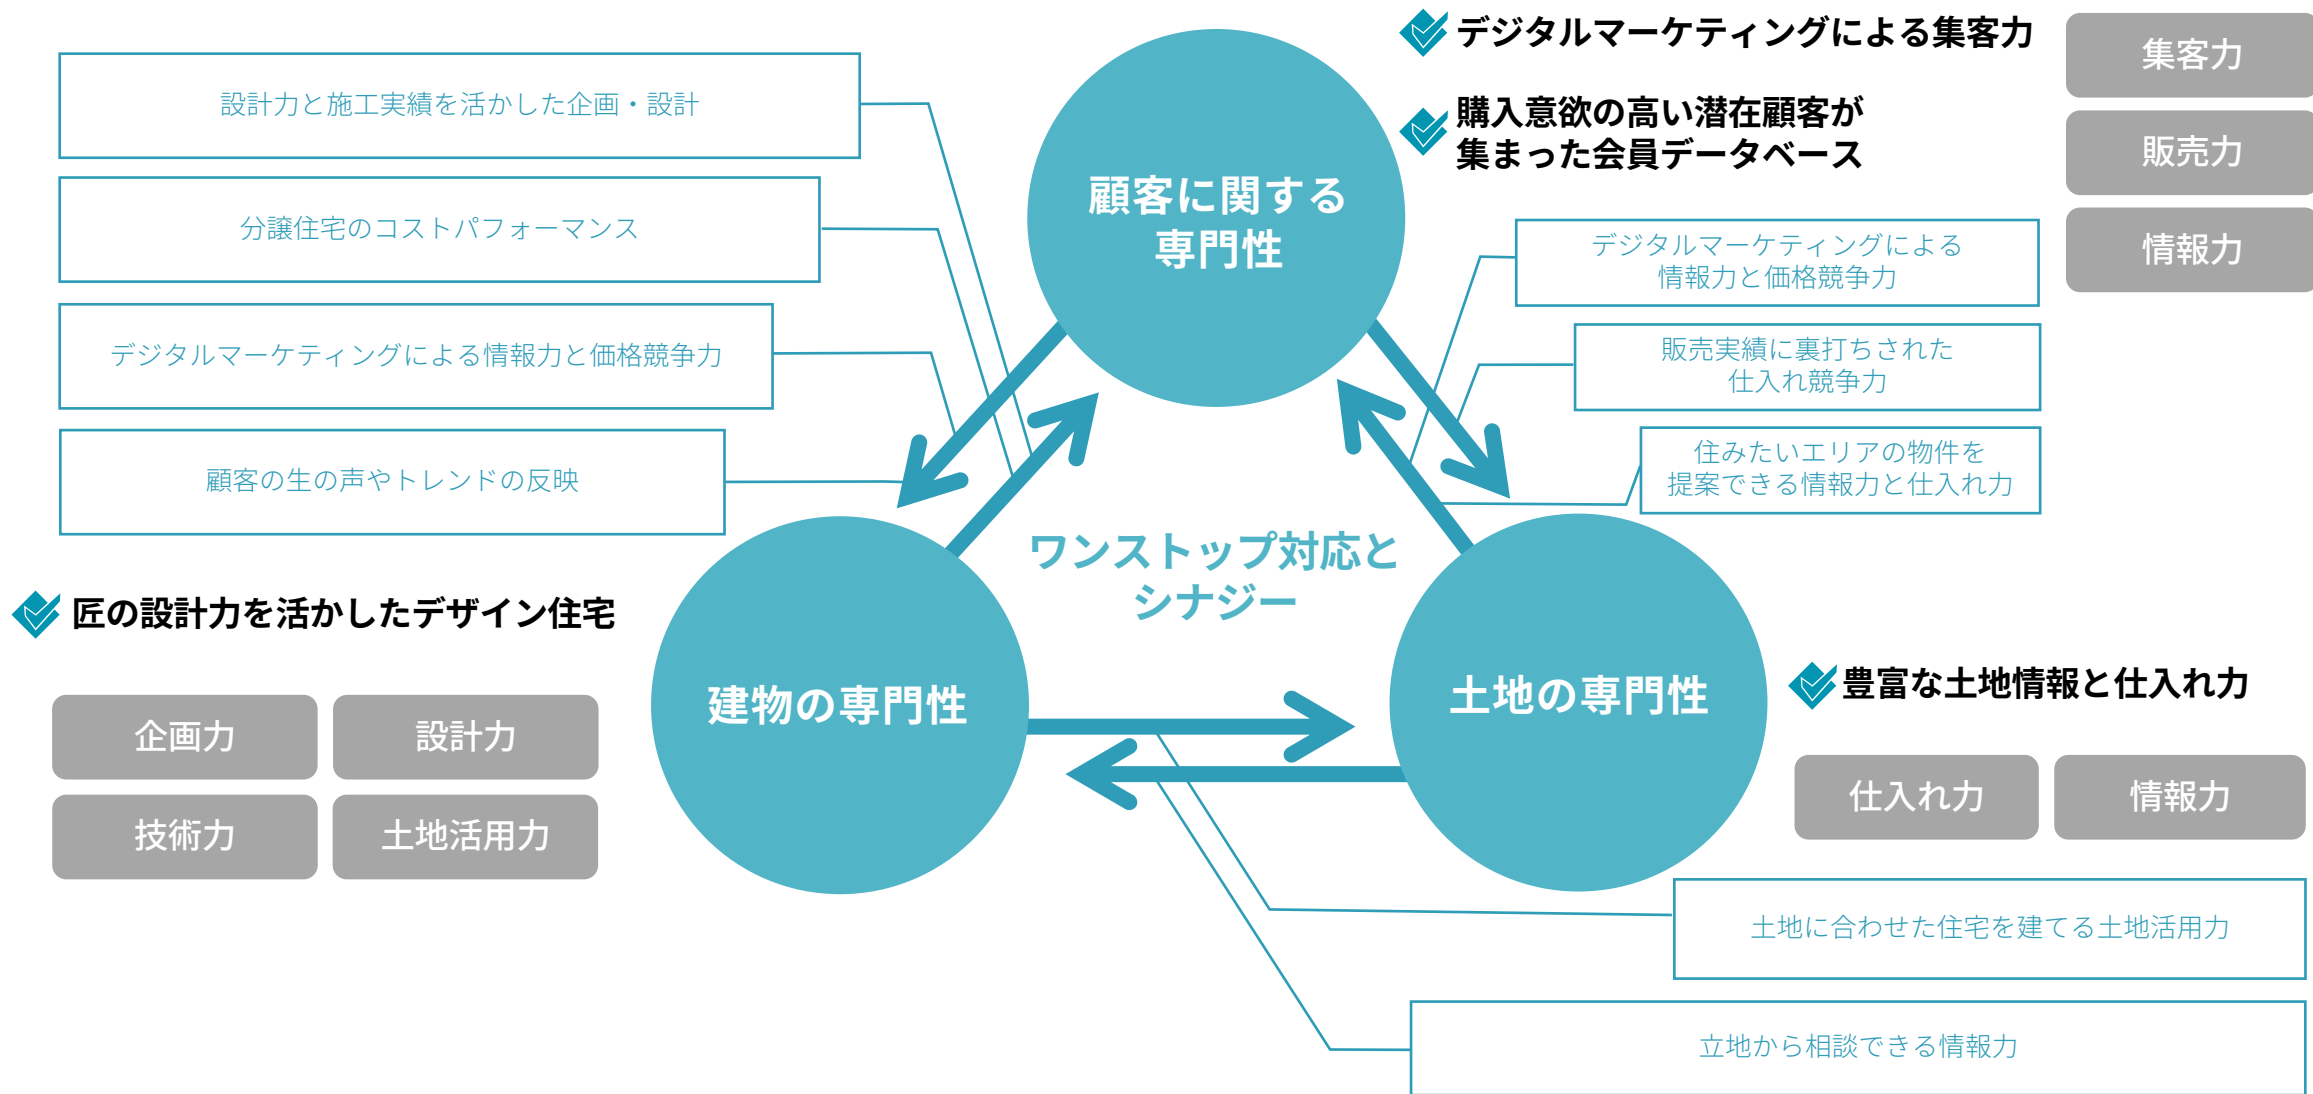 デジタルマーケティングによる集客力
購入意欲の高い潜在顧客が
集まった会員データベース
集客力
販売力
情報力
設計力と施工実績を活かした企画・設計
分譲住宅のコストパフォーマンス
デジタルマーケティングによる情報力と価格競争力
顧客の生の声やトレンドの反映
顧客に関する
専門性
デジタルマーケティングによる
情報力と価格競争力
販売実績に裏打ちされた
仕入れ競争力
住みたいエリアの物件を
提案できる情報力と仕入れ力
ワンストップ対応と
シナジー
匠の設計力を活かしたデザイン住宅
企画力
設計力
技術力
土地活用力
建物の専門性
土地の専門性
豊富な土地情報と仕入れ力
仕入れ力
情報力
土地に合わせた住宅を建てる土地活用力
立地から相談できる情報力